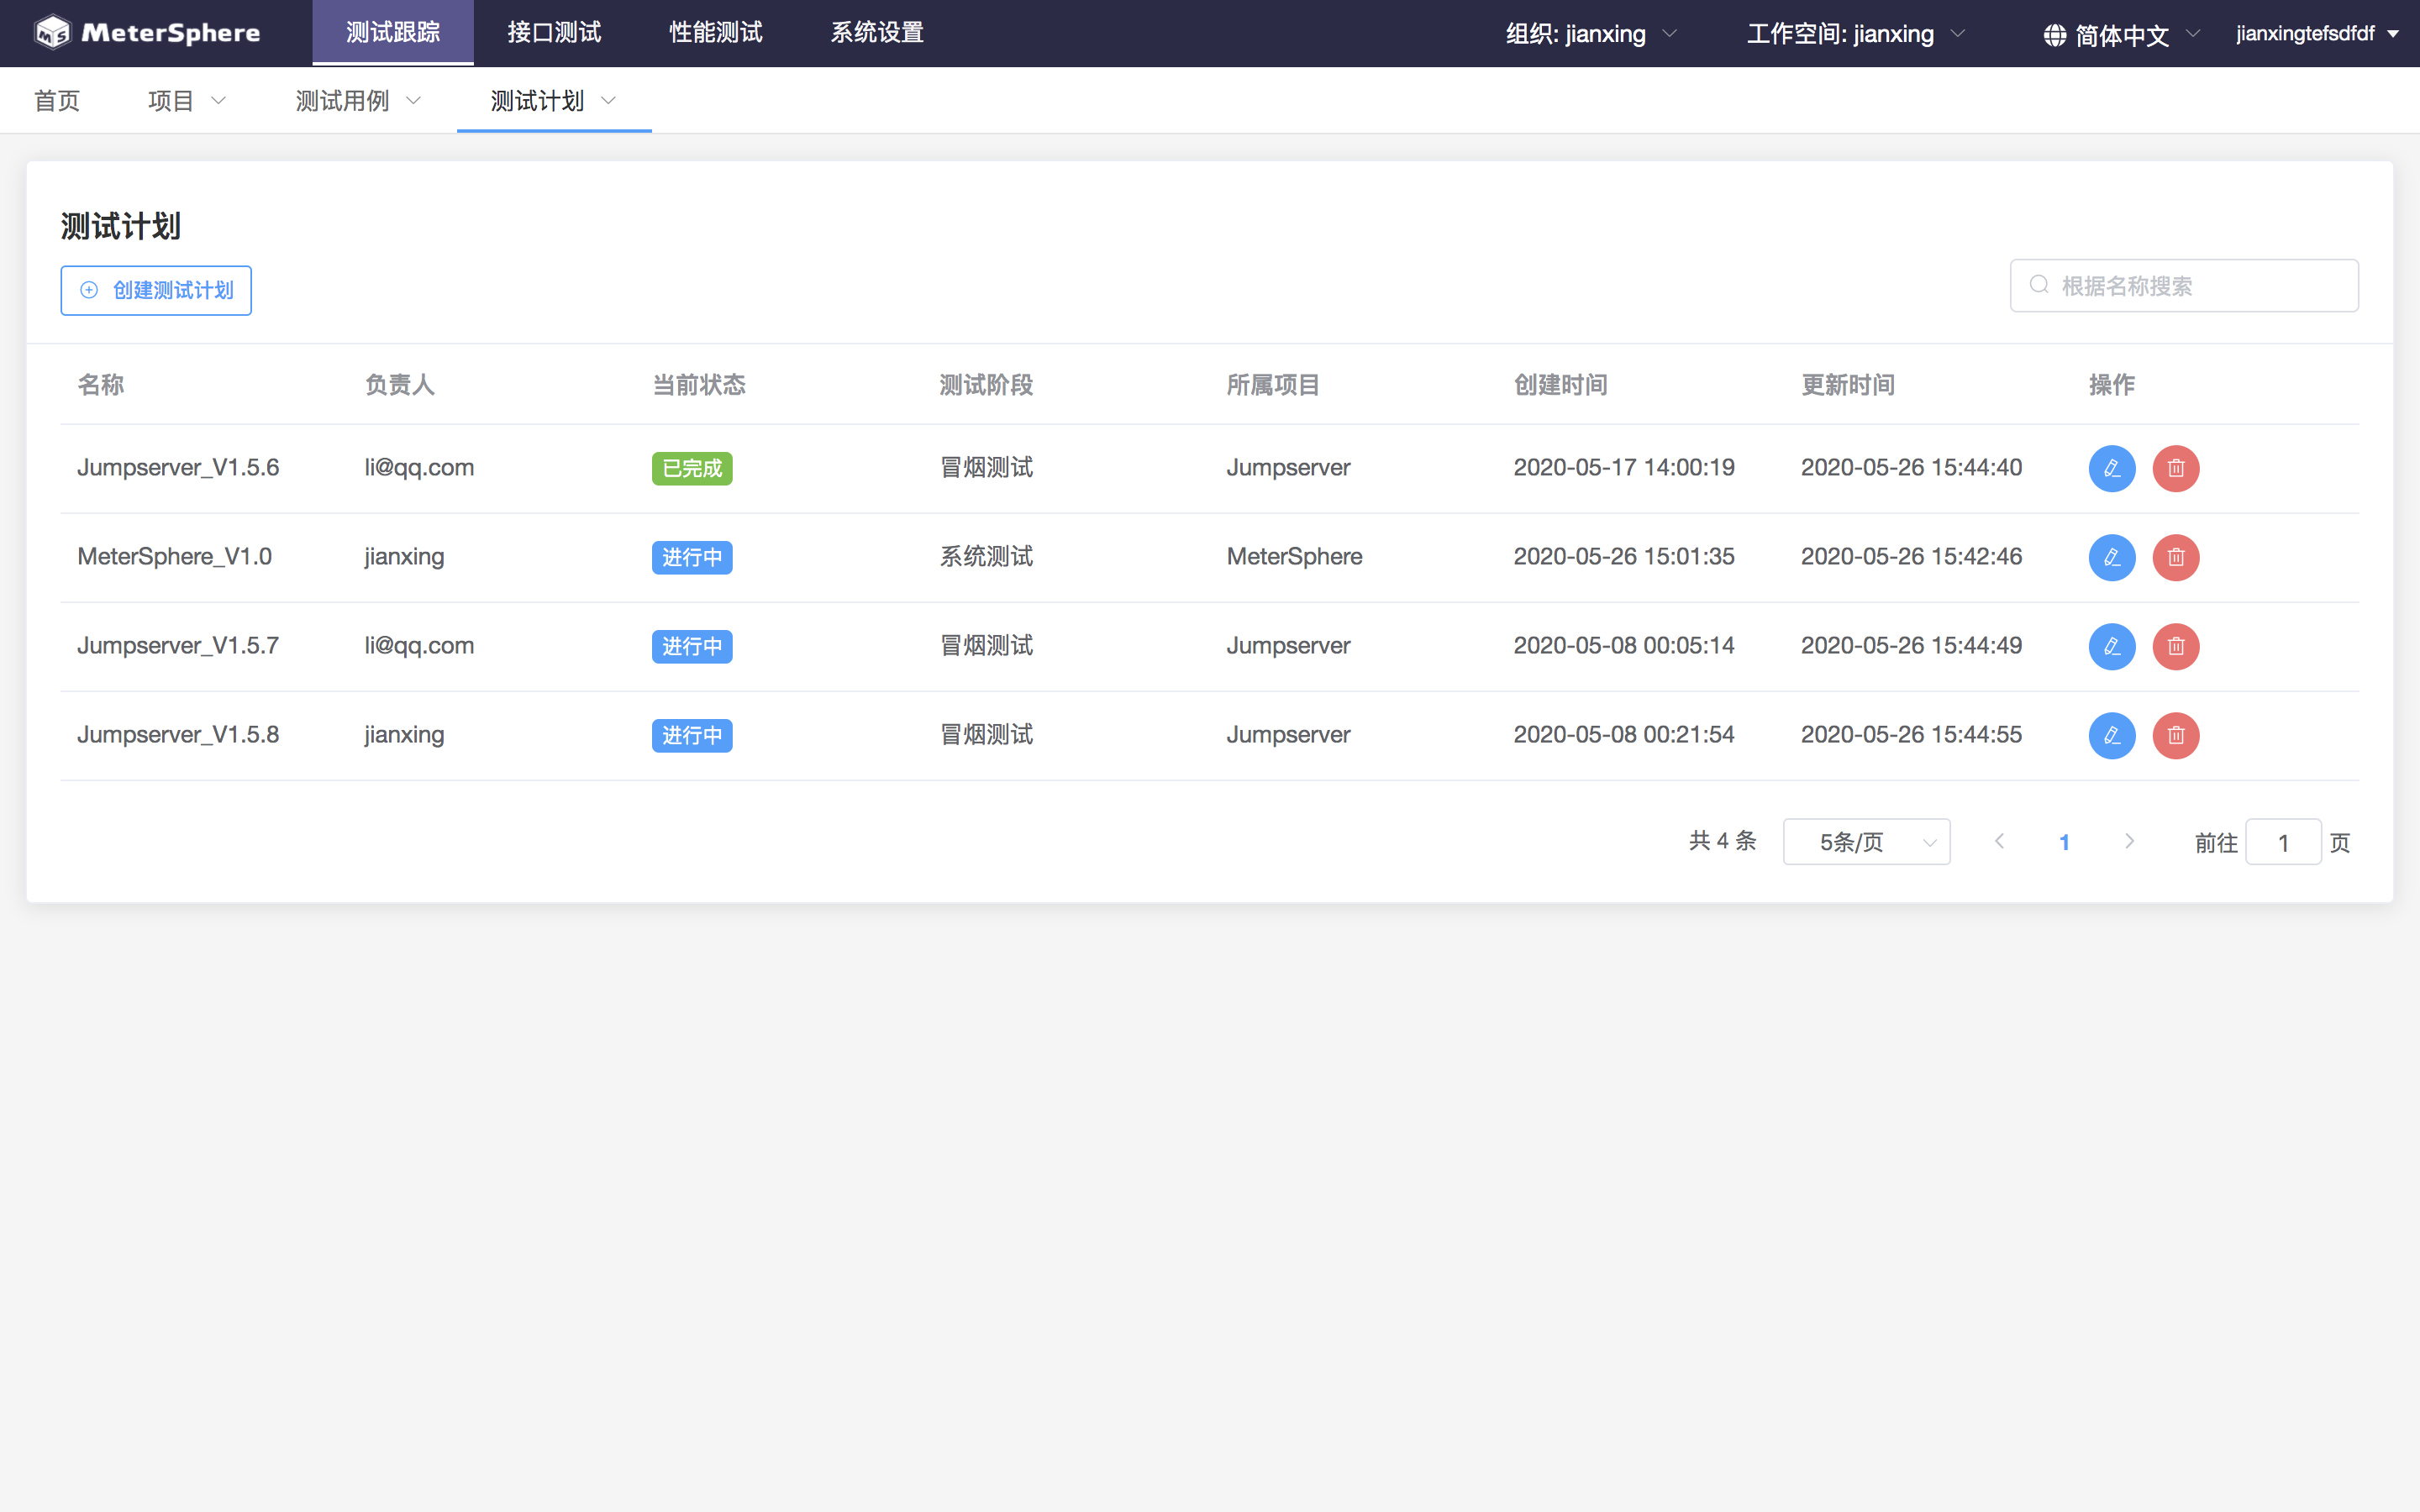 MS MeterSphere 测试跟踪 接口测试 性能测试 系统设置 组织: jianxing 工作空间: jianxing 简体中文 jianxingtefsdfdf
首页 项目 测试用例 测试计划
测试计划
创建测试计划 根据名称搜索
名称 负责人 当前状态 测试阶段 所属项目 创建时间 更新时间 操作
Jumpserver_V1.5.6 li@qq.com 已完成 冒烟测试 Jumpserver 2020-05-17 14:00:19 2020-05-26 15:44:40
MeterSphere_V1.0 jianxing 进行中 系统测试 MeterSphere 2020-05-26 15:01:35 2020-05-26 15:42:46
Jumpserver_V1.5.7 li@qq.com 进行中 冒烟测试 Jumpserver 2020-05-08 00:05:14 2020-05-26 15:44:49
Jumpserver_V1.5.8 jianxing 进行中 冒烟测试 Jumpserver 2020-05-08 00:21:54 2020-05-26 15:44:55
共 4 条 5条/页 1 前往 1 页